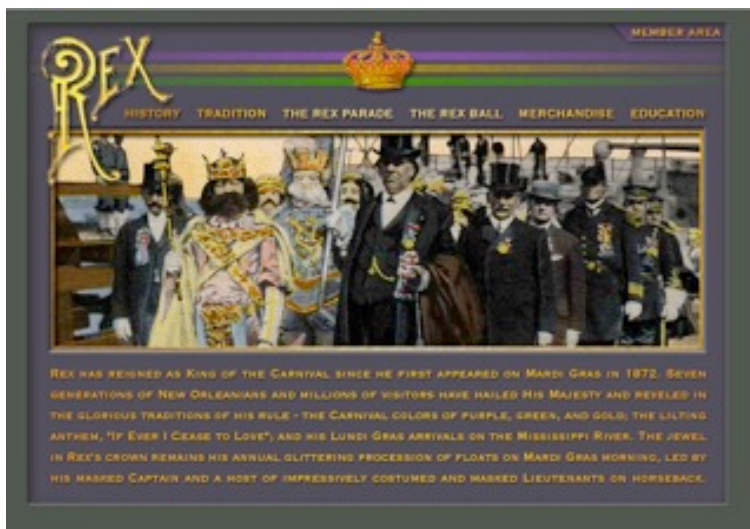 MEMBER AREA
REX
HISTORY TRADITION THE REX PARADE THE REX BALL MERCHANDISE EDUCATION
REX HAS REIGNED AS KING OF THE CARNIVAL SINCE HE FIRST APPEARED ON MARDI GRAS IN 1872. SEVEN
GENERATIONS OF NEW ORLEANIANS AND MILLIONS OF VISITORS HAVE HAILED HIS MAJESTY AND REVELED IN
THE GLORIOUS TRADITIONS OF HIS RULE - THE CARNIVAL COLORS OF PURPLE, GREEN, AND GOLD; THE LILTING
ANTHEM, "IF EVER I CEASE TO LOVE"; AND HIS LUNDI GRAS ARRIVALS ON THE MISSISSIPPI RIVER. THE JEWEL
IN REX'S CROWN REMAINS HIS ANNUAL GLITTERING PROCESSION OF FLOATS ON MARDI GRAS MORNING, LED BY
HIS MASKED CAPTAIN AND A HOST OF IMPRESSIVELY COSTUMED AND MASKED LIEUTENANTS ON HORSEBACK.